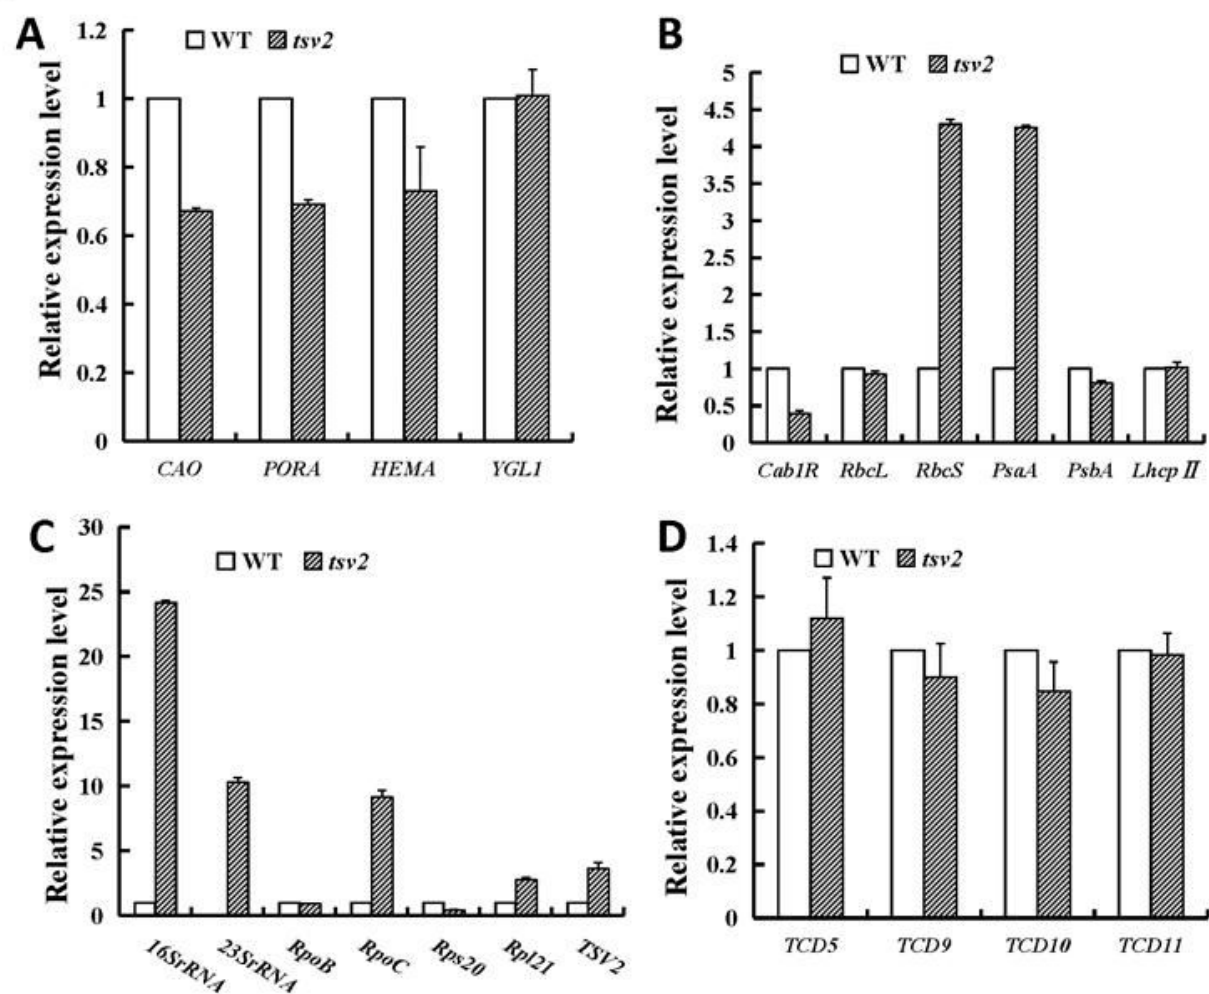 A
WT tsv2
Relative expression level
1.2
1
0.8
0.6
0.4
0.2
0
CAO PORA HEMA YGL1
B
WT tsv2
Relative expression level
5
4.5
4
3.5
3
2.5
2
1.5
1
0.5
0
Cab1R RbcL RbcS PsaA PsbA Lhcp II
C
WT tsv2
Relative expression level
30
25
20
15
10
5
0
16SrRNA 23SrRNA RpoB RpoC Rps20 Rpl21 TSV2
D
WT tsv2
Relative expression level
1.4
1.2
1
0.8
0.6
0.4
0.2
0
TCD5 TCD9 TCD10 TCD11